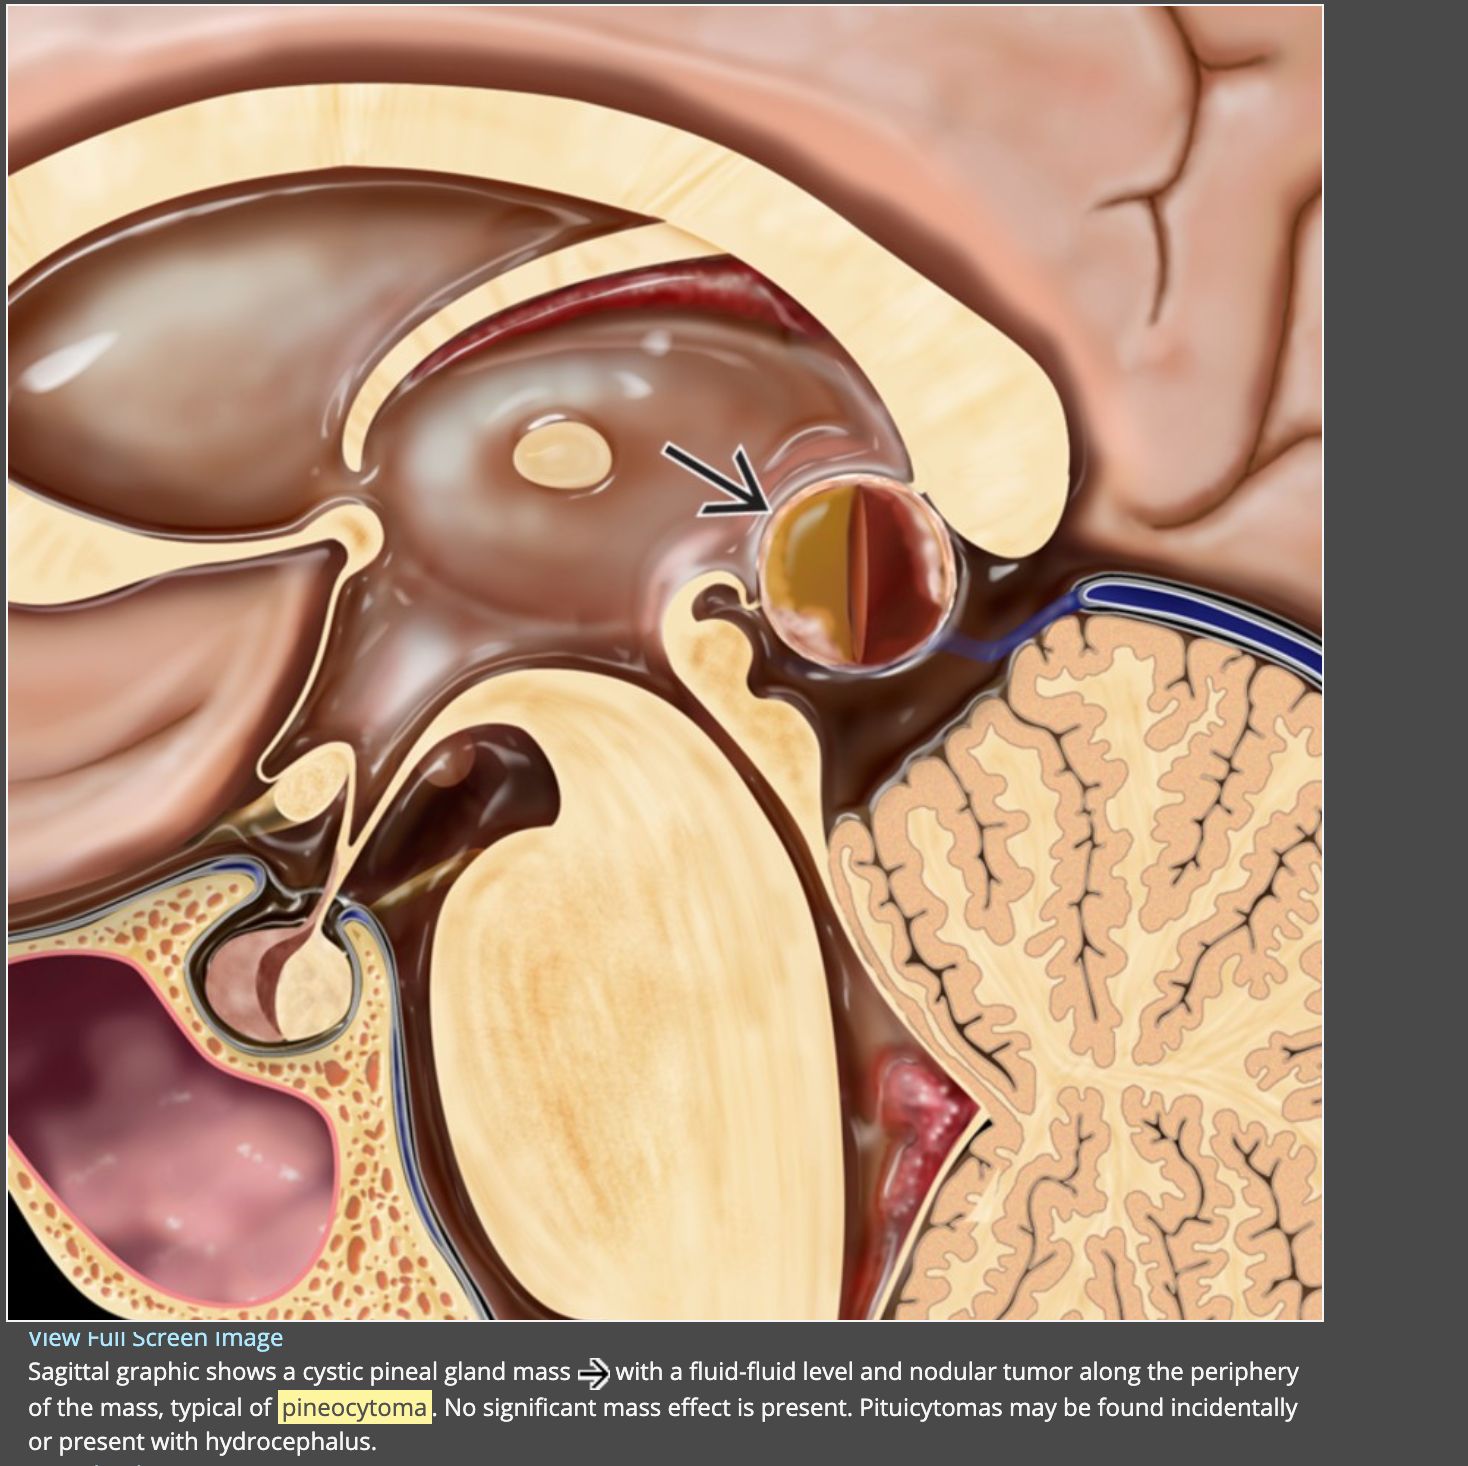 View Full Screen Image
Sagittal graphic shows a cystic pineal gland mass with a fluid-fluid level and nodular tumor along the periphery
of the mass, typical of pineocytoma. No significant mass effect is present. Pituicytomas may be found incidentally
or present with hydrocephalus.